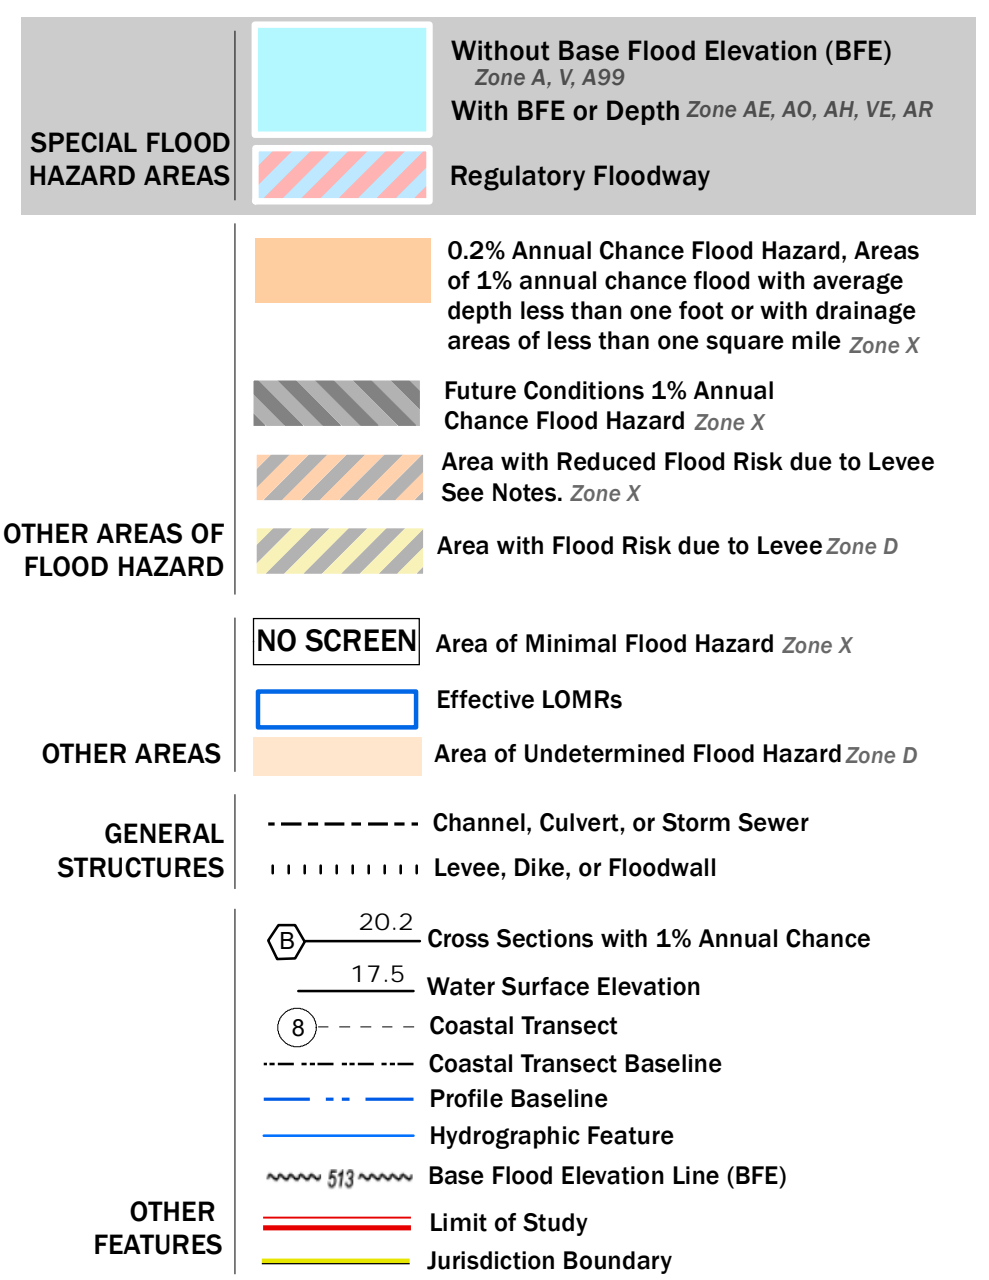 SPECIAL FLOOD
HAZARD AREAS
Without Base Flood Elevation (BFE)
Zone A, V, A99
With BFE or Depth Zone AE, AO, AH, VE, AR
Regulatory Floodway
OTHER AREAS OF
FLOOD HAZARD
0.2% Annual Chance Flood Hazard, Areas
of 1% annual chance flood with average
depth less than one foot or with drainage
areas of less than one square mile Zone X
Future Conditions 1% Annual
Chance Flood Hazard Zone X
Area with Reduced Flood Risk due to Levee
See Notes. Zone X
Area with Flood Risk due to Levee Zone D
OTHER AREAS
NO SCREEN Area of Minimal Flood Hazard Zone X
Effective LOMRs
Area of Undetermined Flood Hazard Zone D
GENERAL
STRUCTURES
Channel, Culvert, or Storm Sewer
Levee, Dike, or Floodwall
OTHER
FEATURES
B 20.2 Cross Sections with 1% Annual Chance
17.5 Water Surface Elevation
8 Coastal Transect
Coastal Transect Baseline
Profile Baseline
Hydrographic Feature
513 Base Flood Elevation Line (BFE)
Limit of Study
Jurisdiction Boundary